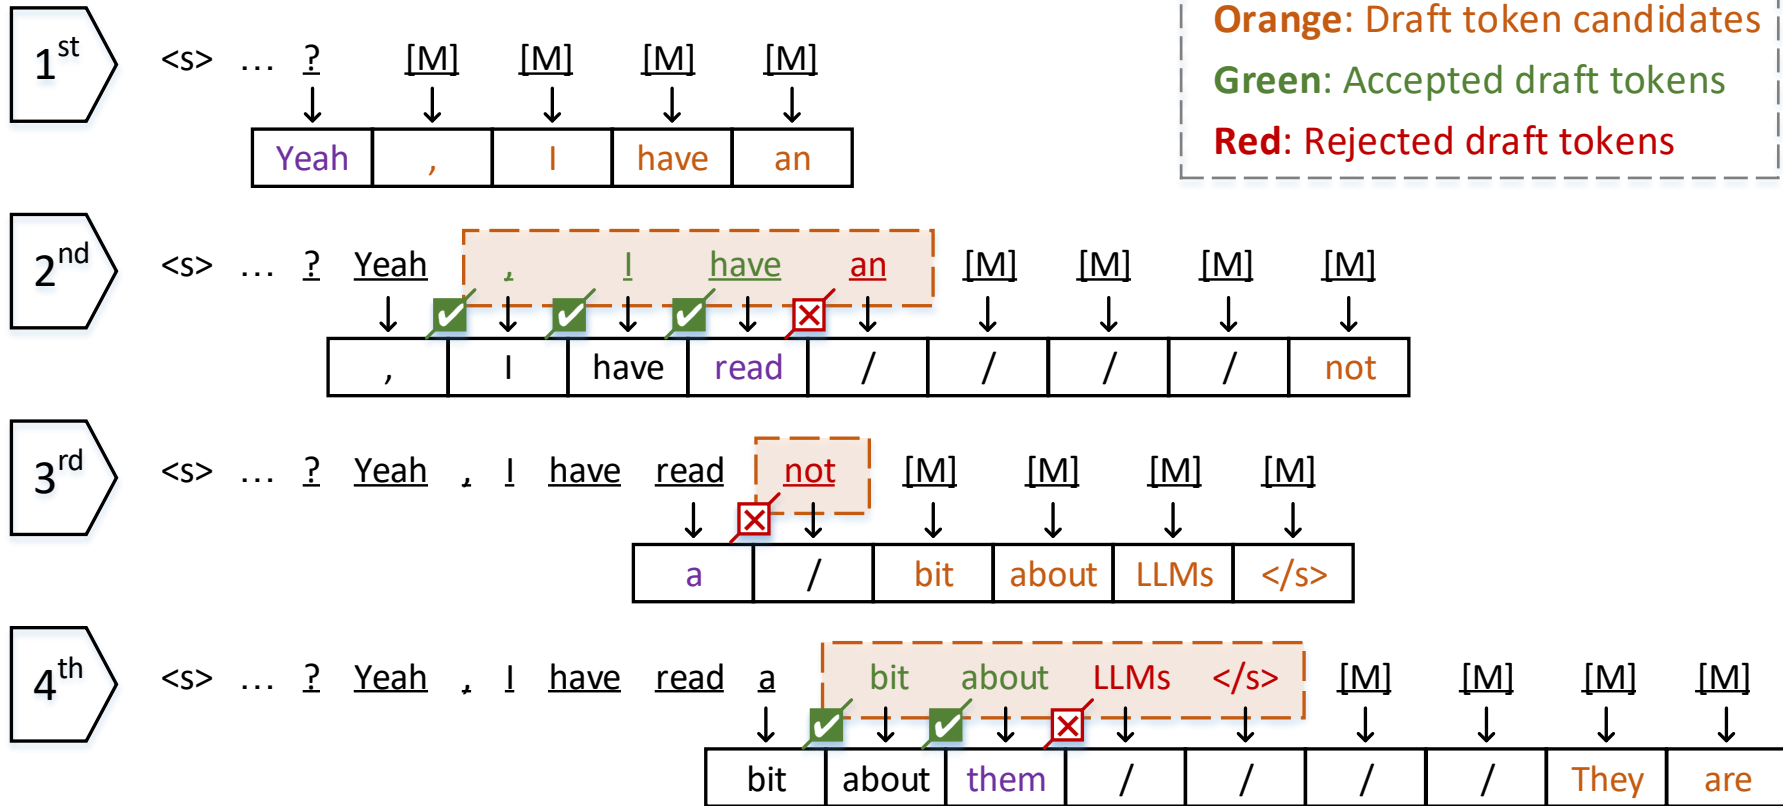 Orange: Draft token candidates
1st <s> ... ? [M] [M] [M] [M]
Green: Accepted draft tokens
Yeah , I have an
Red: Rejected draft tokens
2nd <s> ... ? Yeah , I have an [M] [M] [M] [M]
, I have read / / / / not
3rd <s> ... ? Yeah , I have read not [M] [M] [M] [M]
a / bit about LLMs </s>
4th <s> ... ? Yeah , I have read a bit about LLMs </s> [M] [M] [M] [M]
bit about them / / / / They are